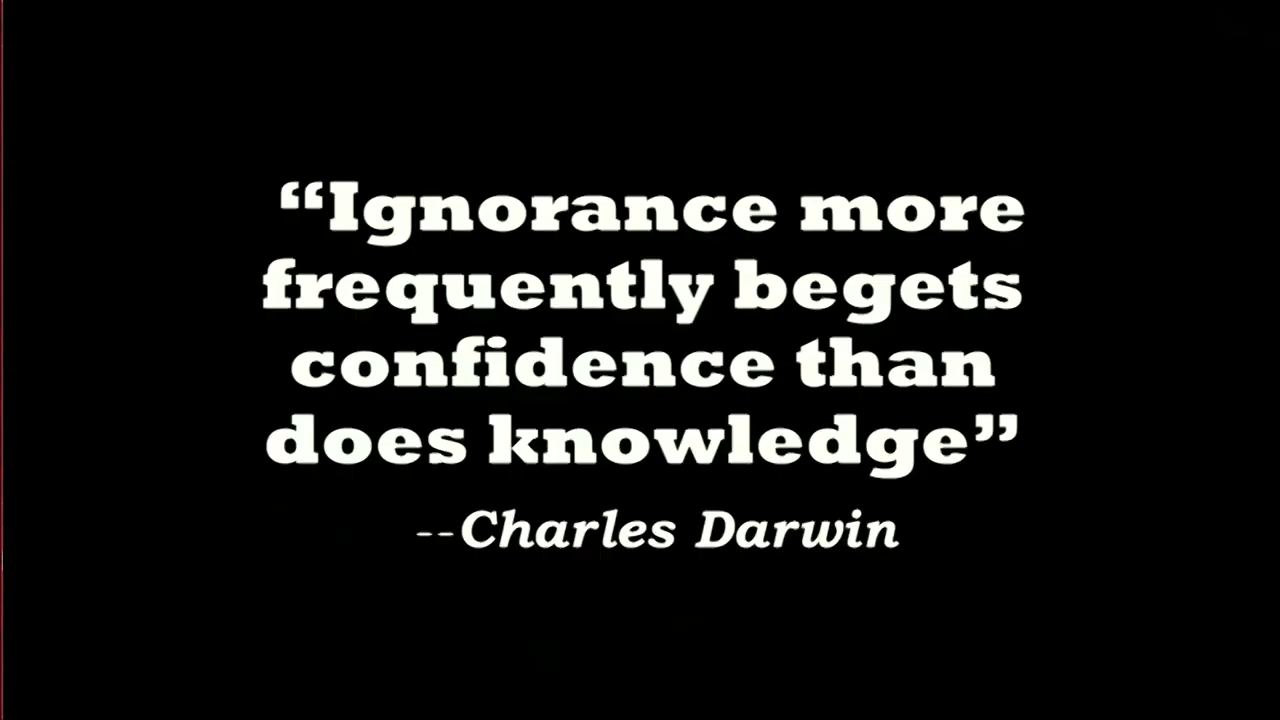 “Ignorance more
frequently begets
confidence than
does knowledge”
--Charles Darwin